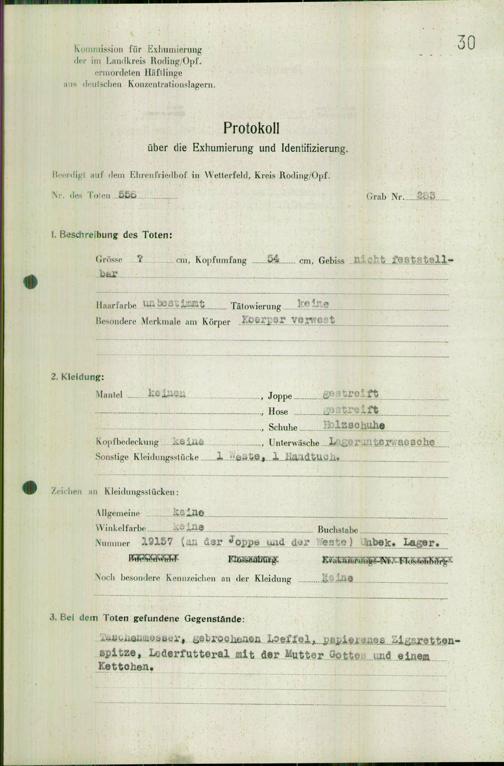 30
Kommission für Exhumierung
der im Landkreis Roding/Opf.
ermordeten Häftlinge
aus deutschen Konzentrationslagern.
Protokoll
über die Exhumierung und Identifizierung.
Beerdigt auf dem Ehrenfriedhof in Wetterfeld, Kreis Roding/Opf.
Nr. des Toten 556 Grab Nr. 283
1. Beschreibung des Toten:
Grösse ? cm, Kopfumfang 54 cm, Gebiss nicht feststell-
bar
Haarfarbe unbestimmt Tätowierung keine
Besondere Merkmale am Körper Koerper verwest
2. Kleidung:
Mantel keinen, Joppe gestreift
, Hose gestreift
, Schuhe Holzschuhe
Kopfbedeckung keine, Unterwäsche Lagerunterwaesche
Sonstige Kleidungsstücke 1 Weste, 1 Handtuch.
Zeichen an Kleidungsstücken:
Allgemeine keine
Winkelfarbe keine Buchstabe
Nummer 19157 (an der Joppe und der Weste) Unbek. Lager.
Buchenwald Flossenbürg Evakuierungs-Nr. Flossenbürg
Noch besondere Kennzeichen an der Kleidung keine
3. Bei dem Toten gefundene Gegenstände:
Taschenmesser, gebrochenen Loeffel, papierenes Zigaretten-
spitze, Lederfutteral mit der Mutter Gottes und einem
Kettchen.